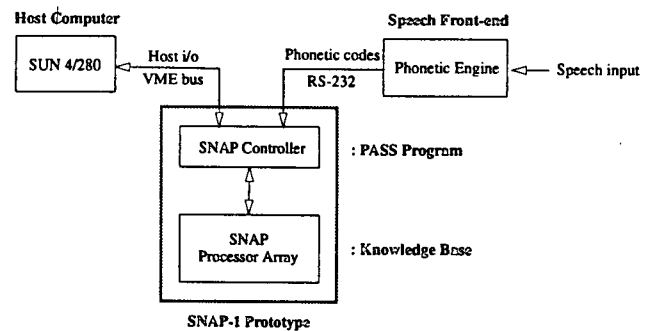 Host Computer
Speech Front-end
SUN 4/280
Host i/o
VME bus
Phonetic codes
RS-232
Phonetic Engine
Speech input
SNAP Controller
: PASS Program
SNAP
Processor Array
: Knowledge Base
SNAP-1 Prototype